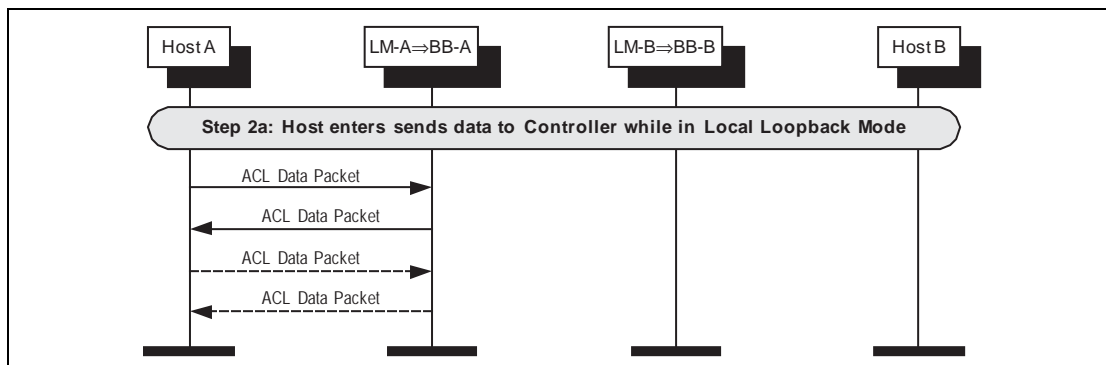 Host A
LM-A⇒BB-A
LM-B⇒BB-B
Host B
Step 2a: Host enters sends data to Controller while in Local Loopback Mode
ACL Data Packet
ACL Data Packet
ACL Data Packet
ACL Data Packet